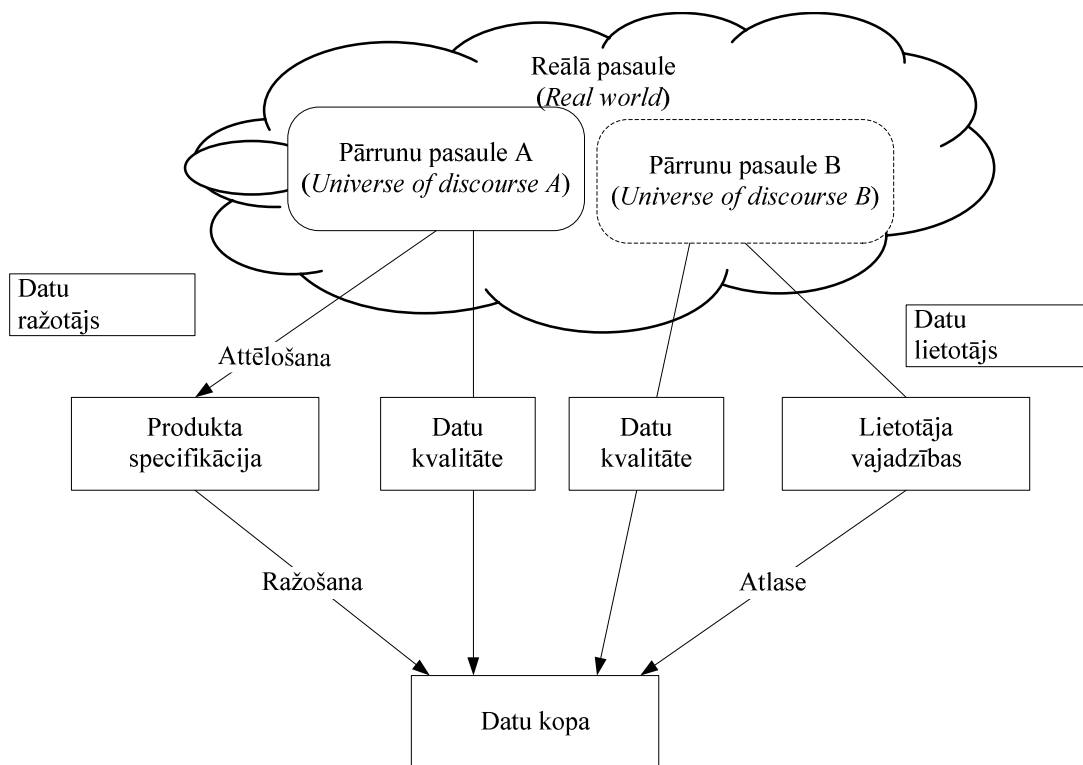 Reālā pasaule
(Real world)
Pārrunu pasaule A
(Universe of discourse A)
Pārrunu pasaule B
(Universe of discourse B)
Datu
ražotājs
Datu
lietotājs
Attēlošana
Produkta
specifikācija
Datu
kvalitāte
Datu
kvalitāte
Lietotāja
vajadzības
Ražošana
Atlase
Datu kopa